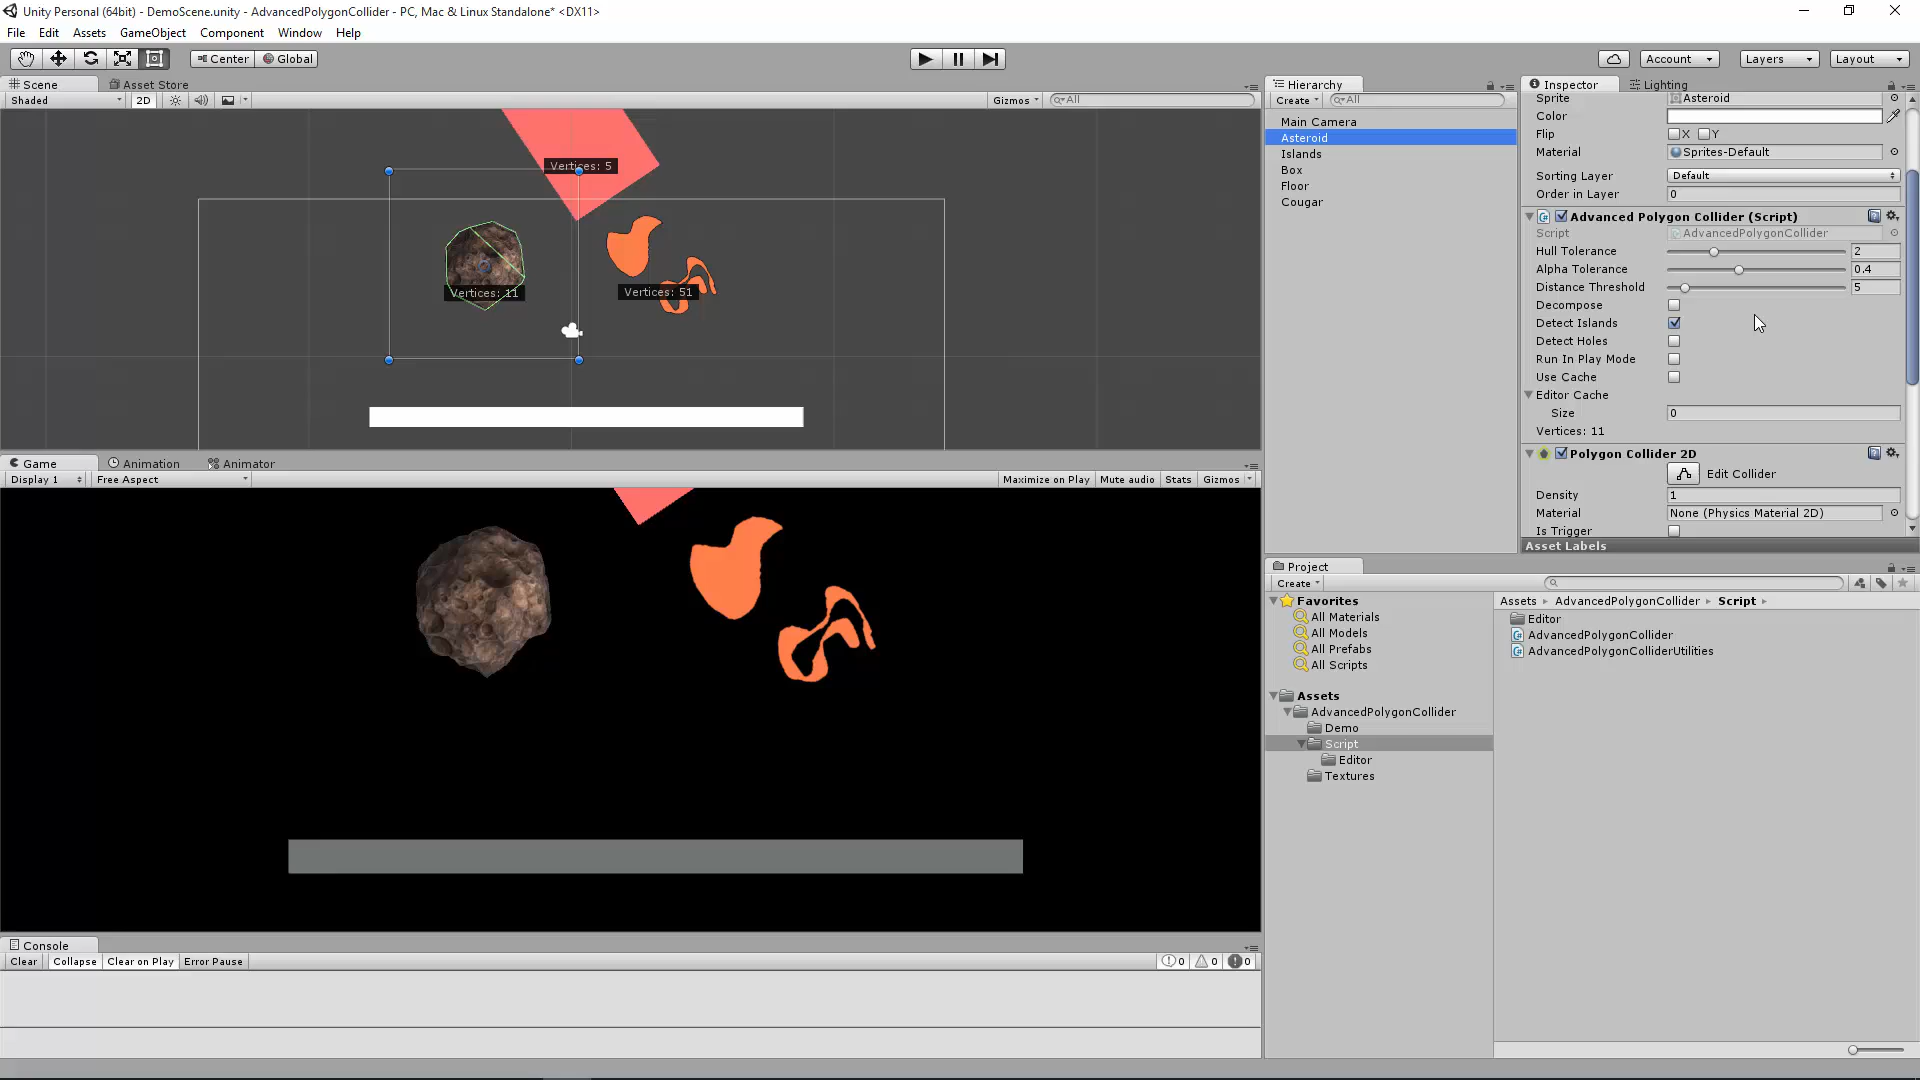 Unity Personal (64bit) - DemoScene.unity - AdvancedPolygonCollider - PC, Mac & Linux Standalone* <DX11>
File Edit Assets GameObject Component Window Help
Center Global Account Layers Layout
Scene Asset Store
Shaded 2D Gizmos All
Vertices: 5
Vertices: 11
Vertices: 51
Game Animation Animator
Display 1 Free Aspect Maximize on Play Mute audio Stats Gizmos
Console
Clear Collapse Clear on Play Error Pause 0 0 0
Hierarchy
Create All
Main Camera
Asteroid
Islands
Box
Floor
Cougar
Inspector Lighting
Sprite Asteroid
Color
Flip X Y
Material Sprites-Default
Sorting Layer Default
Order in Layer 0
Advanced Polygon Collider (Script)
Script AdvancedPolygonCollider
Hull Tolerance 2
Alpha Tolerance 0.4
Distance Threshold 5
Decompose
Detect Islands
Detect Holes
Run In Play Mode
Use Cache
Editor Cache
Size 0
Vertices: 11
Polygon Collider 2D
Edit Collider
Density 1
Material None (Physics Material 2D)
Is Trigger
Asset Labels
Project
Create
Favorites
All Materials
All Models
All Prefabs
All Scripts
Assets
AdvancedPolygonCollider
Demo
Script
Editor
Textures
Assets AdvancedPolygonCollider Script
Editor
AdvancedPolygonCollider
AdvancedPolygonColliderUtilities